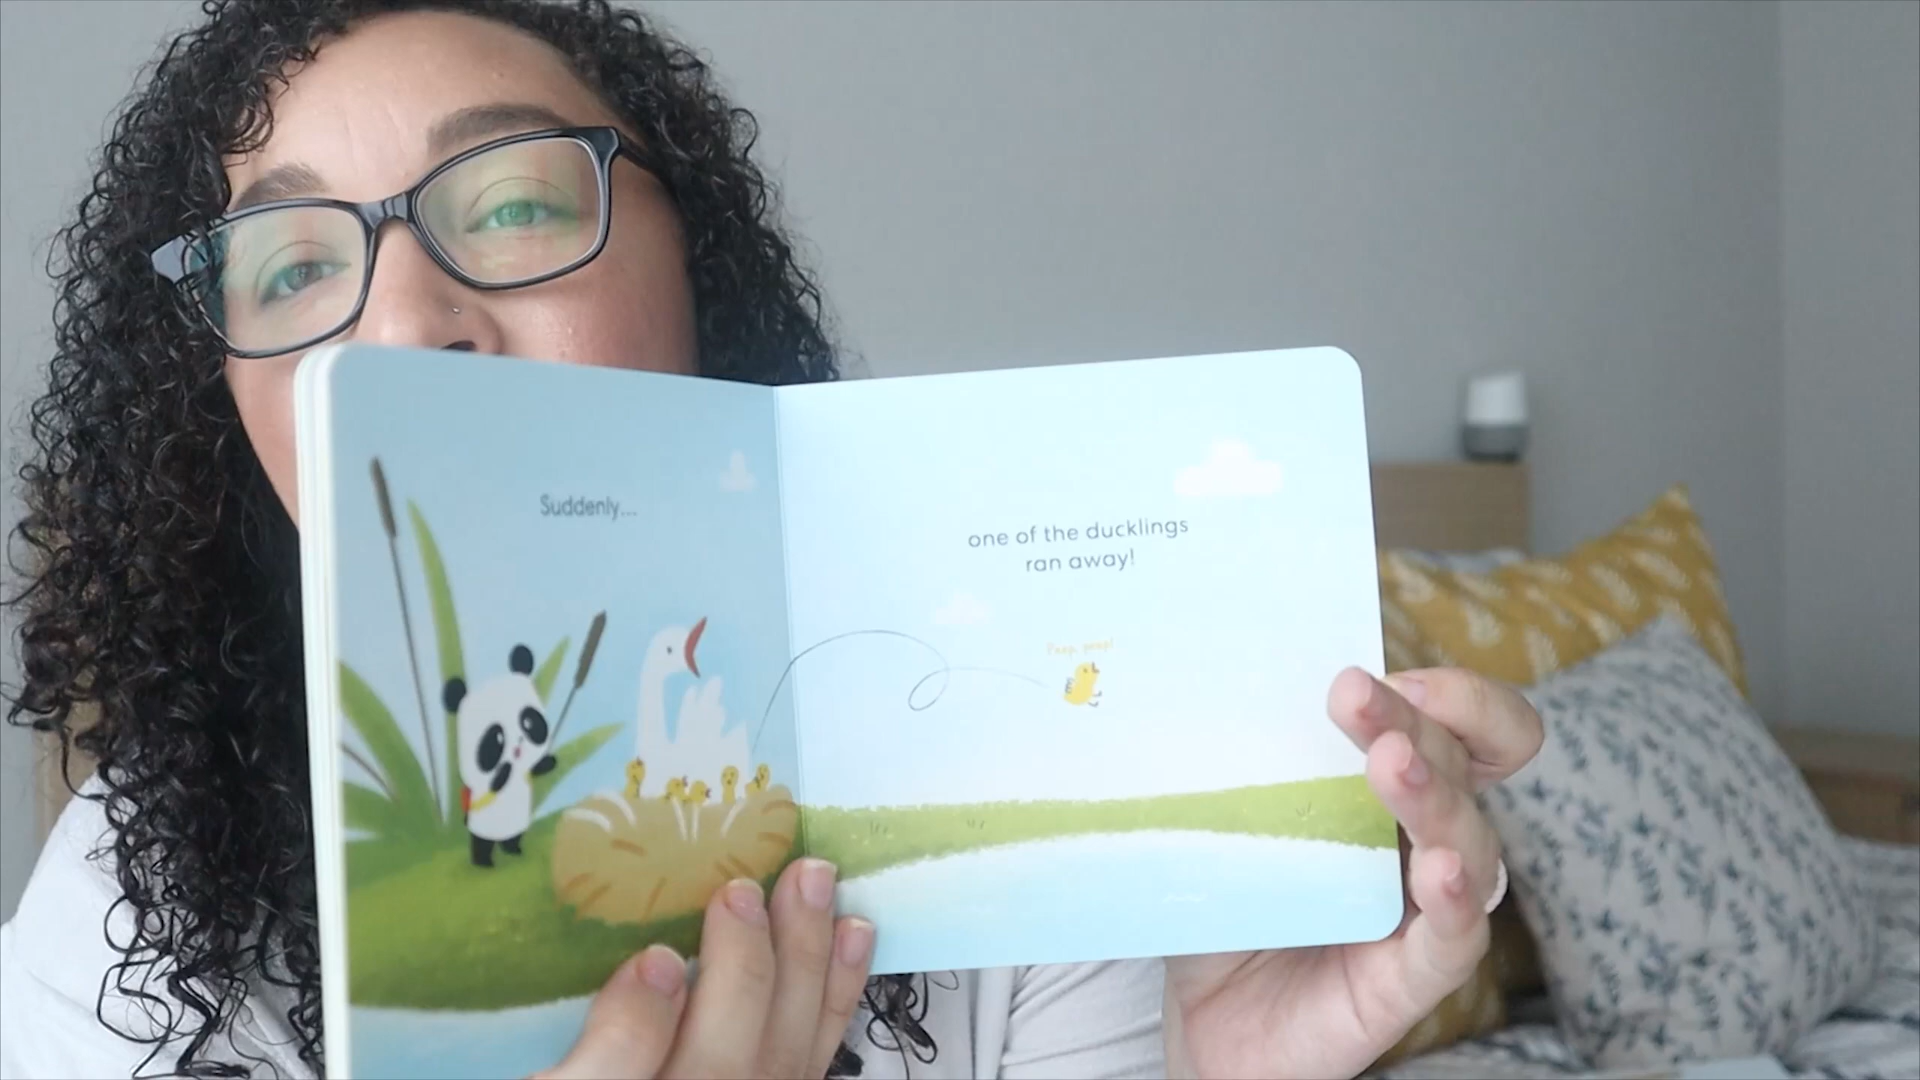 Suddenly...
one of the ducklings
ran away!
Peep, peep!